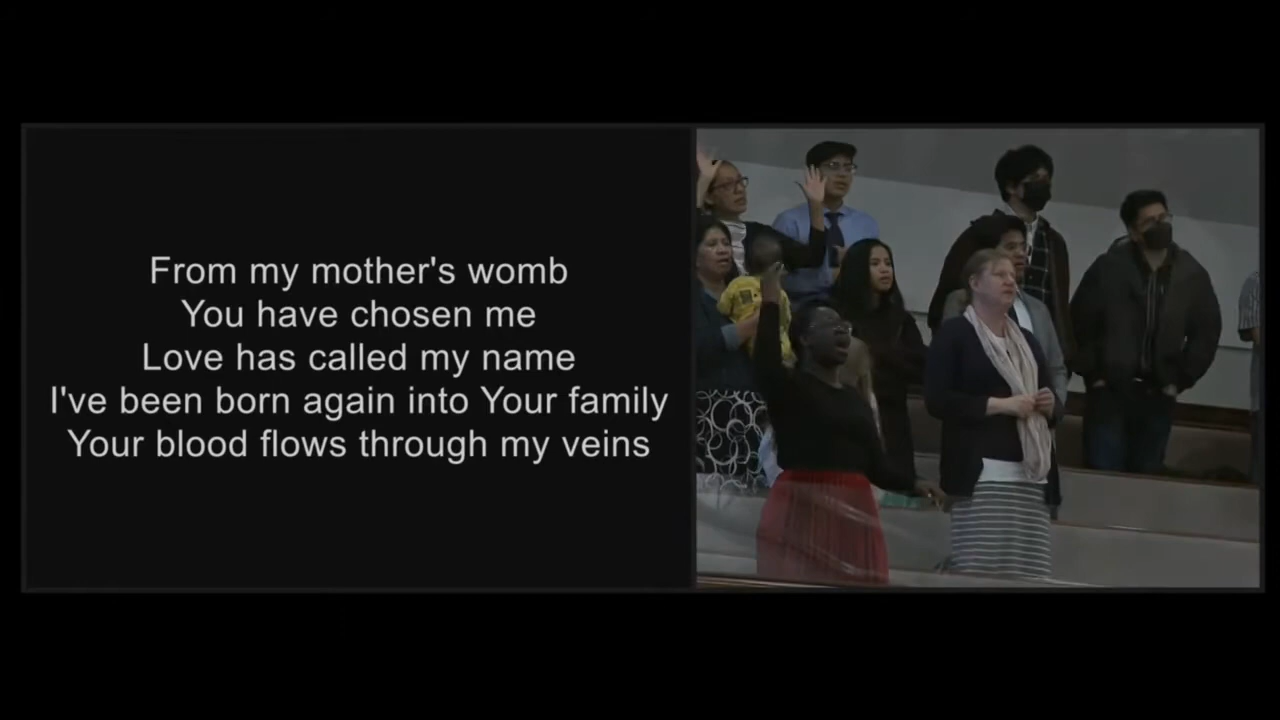 From my mother's womb
You have chosen me
Love has called my name
I've been born again into Your family
Your blood flows through my veins